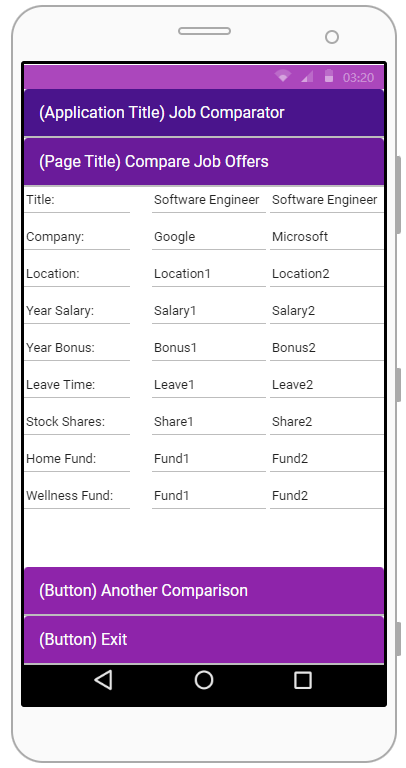 03:20
(Application Title) Job Comparator
(Page Title) Compare Job Offers
Title: Software Engineer Software Engineer
Company: Google Microsoft
Location: Location1 Location2
Year Salary: Salary1 Salary2
Year Bonus: Bonus1 Bonus2
Leave Time: Leave1 Leave2
Stock Shares: Share1 Share2
Home Fund: Fund1 Fund2
Wellness Fund: Fund1 Fund2
(Button) Another Comparison
(Button) Exit